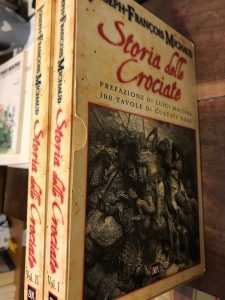 JOSEPH-FRANÇOIS MICHAUD
Storia delle
Crociate
PREFAZIONE DI LUIGI MALERBA
100 TAVOLE DI GUSTAVE DORÉ
JOSEPH-FRANÇOIS MICHAUD
Storia delle Crociate
Vol. II
JOSEPH-FRANÇOIS MICHAUD
Storia delle Crociate
Vol. I